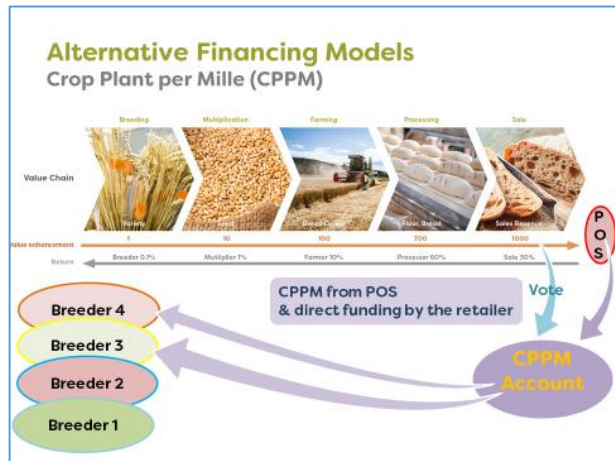 Alternative Financing Models
Crop Plant per Mille (CPPM)
Breeding Multiplication Farming Processing Sale
Value Chain
Variety Seed Bread Cereal Flour, Bread Sales Revenue
Value enhancement 1 10 100 700 1000
Return Breeder 0.1% Multiplier 1% Farmer 10% Processor 60% Sale 30%
POS
CPPM from POS
& direct funding by the retailer
Vote
CPPM
Account
Breeder 4
Breeder 3
Breeder 2
Breeder 1